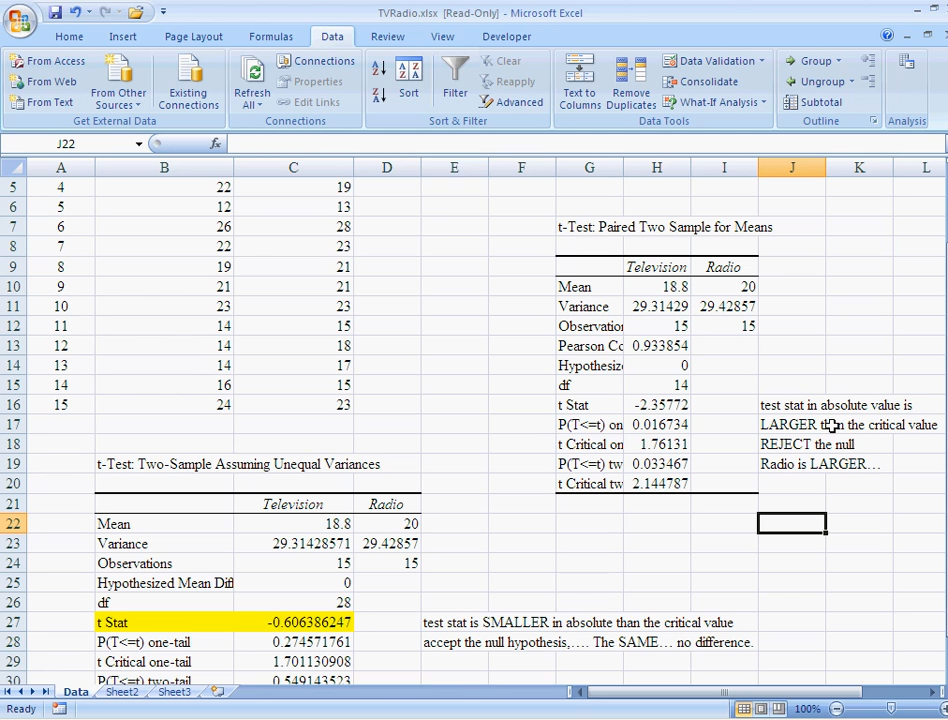 TVRadio.xlsx [Read-Only] - Microsoft Excel
Home Insert Page Layout Formulas Data Review View Developer
From Access
From Web
From Text
From Other Sources
Existing Connections
Get External Data
Refresh All
Connections
Properties
Edit Links
Connections
Sort
Filter
Clear
Reapply
Advanced
Sort & Filter
Text to Columns
Remove Duplicates
Data Validation
Consolidate
What-If Analysis
Data Tools
Group
Ungroup
Subtotal
Outline
Analysis
J22 fx
A B C D E F G H I J K L
5 4 22 19
6 5 12 13
7 6 26 28 t-Test: Paired Two Sample for Means
8 7 22 23
9 8 19 21 Television Radio
10 9 21 21 Mean 18.8 20
11 10 23 23 Variance 29.31429 29.42857
12 11 14 15 Observation 15 15
13 12 14 18 Pearson Co 0.933854
14 13 14 17 Hypothesize 0
15 14 16 15 df 14
16 15 24 23 t Stat -2.35772 test stat in absolute value is
17 P(T<=t) on 0.016734 LARGER than the critical value
18 t Critical on 1.76131 REJECT the null
19 t-Test: Two-Sample Assuming Unequal Variances P(T<=t) tw 0.033467 Radio is LARGER…
20 t Critical tw 2.144787
21 Television Radio
22 Mean 18.8 20
23 Variance 29.31428571 29.42857
24 Observations 15 15
25 Hypothesized Mean Diff 0
26 df 28
27 t Stat -0.606386247 test stat is SMALLER in absolute than the critical value
28 P(T<=t) one-tail 0.274571761 accept the null hypothesis,…. The SAME… no difference.
29 t Critical one-tail 1.701130908
30 P(T<=t) two-tail 0.549143523
Data Sheet2 Sheet3
Ready 100%